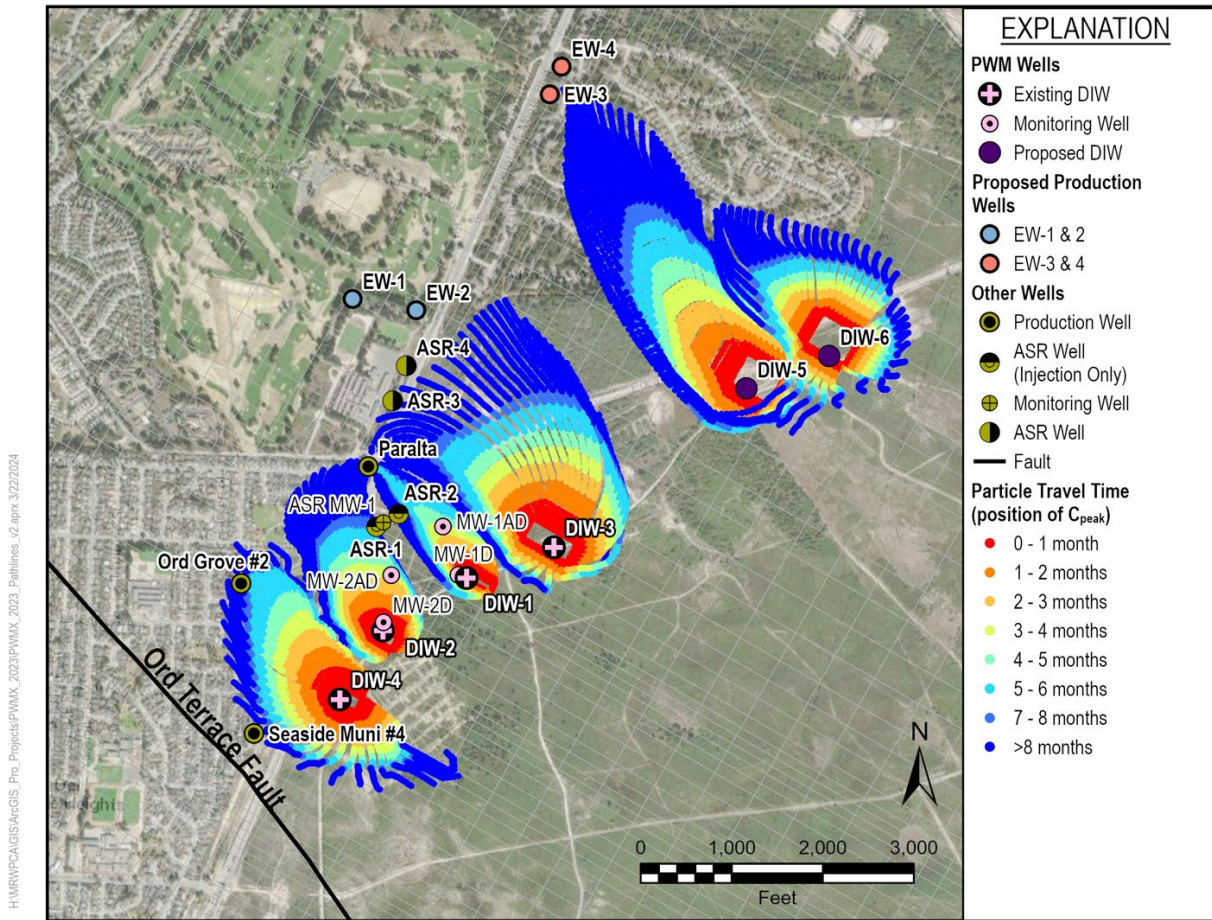 EW-4
EW-3
EW-1
EW-2
ASR-4
ASR-3
Paralta
ASR MW-1
ASR-2
MW-1AD
DIW-3
ASR-1
MW-1D
MW-2AD
DIW-1
MW-2D
DIW-2
Ord Grove #2
DIW-4
Seaside Muni #4
Ord Terrace Fault
DIW-6
DIW-5
N
0 1,000 2,000 3,000
Feet
EXPLANATION
PWM Wells
Existing DIW
Monitoring Well
Proposed DIW
Proposed Production
Wells
EW-1 & 2
EW-3 & 4
Other Wells
Production Well
ASR Well
(Injection Only)
Monitoring Well
ASR Well
Fault
Particle Travel Time
(position of Cpeak)
0 - 1 month
1 - 2 months
2 - 3 months
3 - 4 months
4 - 5 months
5 - 6 months
7 - 8 months
>8 months
H:\MRWPCA\GIS\ArcGIS_Pro_Projects\PWMX_2023\PWMX_2023_Pathlines_v2.aprx 3/22/2024